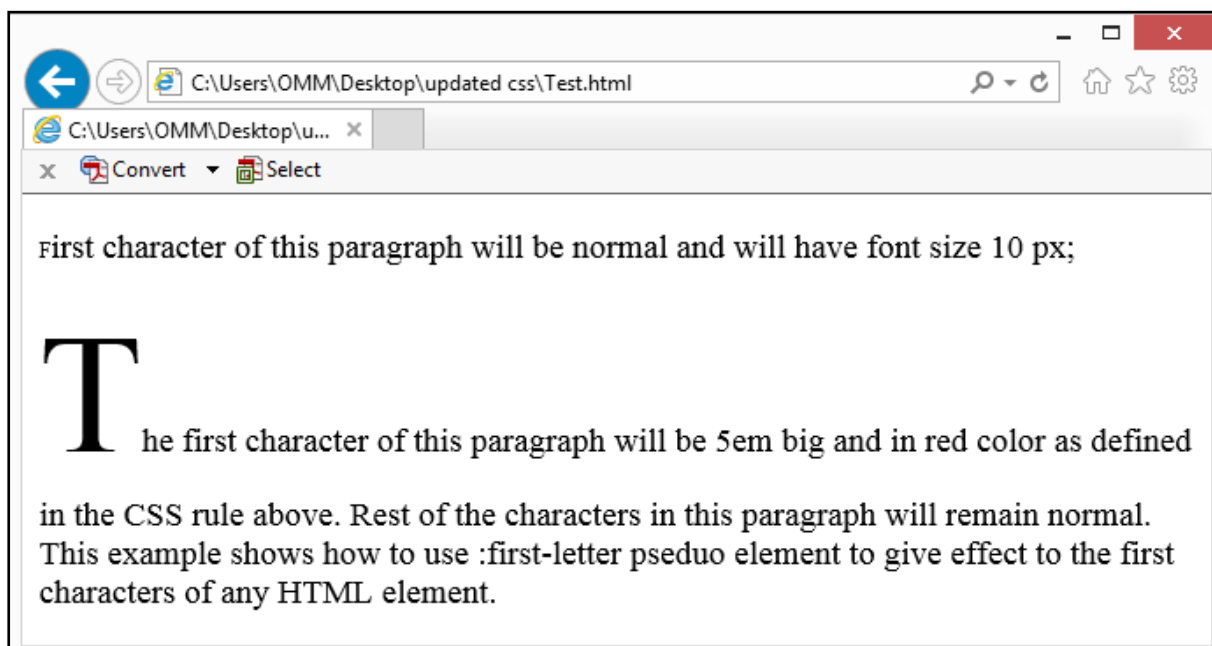 C:\Users\OMM\Desktop\updated css\Test.html
C:\Users\OMM\Desktop\u...
Convert Select
First character of this paragraph will be normal and will have font size 10 px;
The first character of this paragraph will be 5em big and in red color as defined
in the CSS rule above. Rest of the characters in this paragraph will remain normal.
This example shows how to use :first-letter pseduo element to give effect to the first
characters of any HTML element.